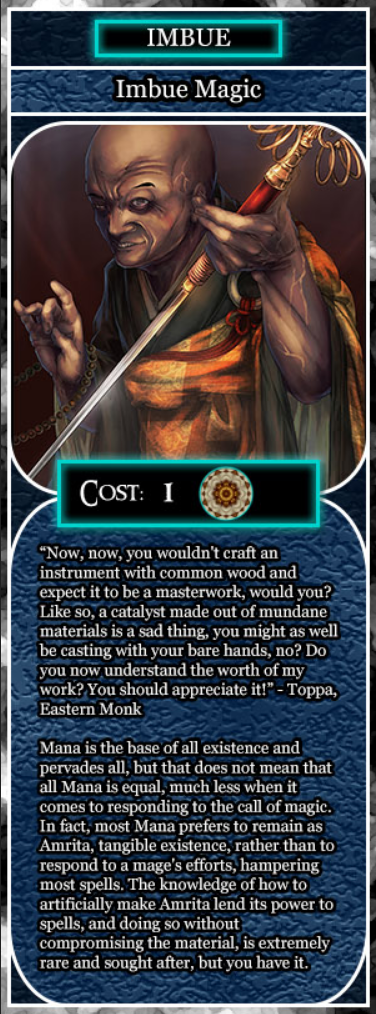 IMBUE
Imbue Magic
Cost: 1
“Now, now, you wouldn't craft an
instrument with common wood and
expect it to be a masterwork, would you?
Like so, a catalyst made out of mundane
materials is a sad thing, you might as well
be casting with your bare hands, no? Do
you now understand the worth of my
work? You should appreciate it!” - Toppa,
Eastern Monk
Mana is the base of all existence and
pervades all, but that does not mean that
all Mana is equal, much less when it
comes to responding to the call of magic.
In fact, most Mana prefers to remain as
Amrita, tangible existence, rather than to
respond to a mage's efforts, hampering
most spells. The knowledge of how to
artificially make Amrita lend its power to
spells, and doing so without
compromising the material, is extremely
rare and sought after, but you have it.